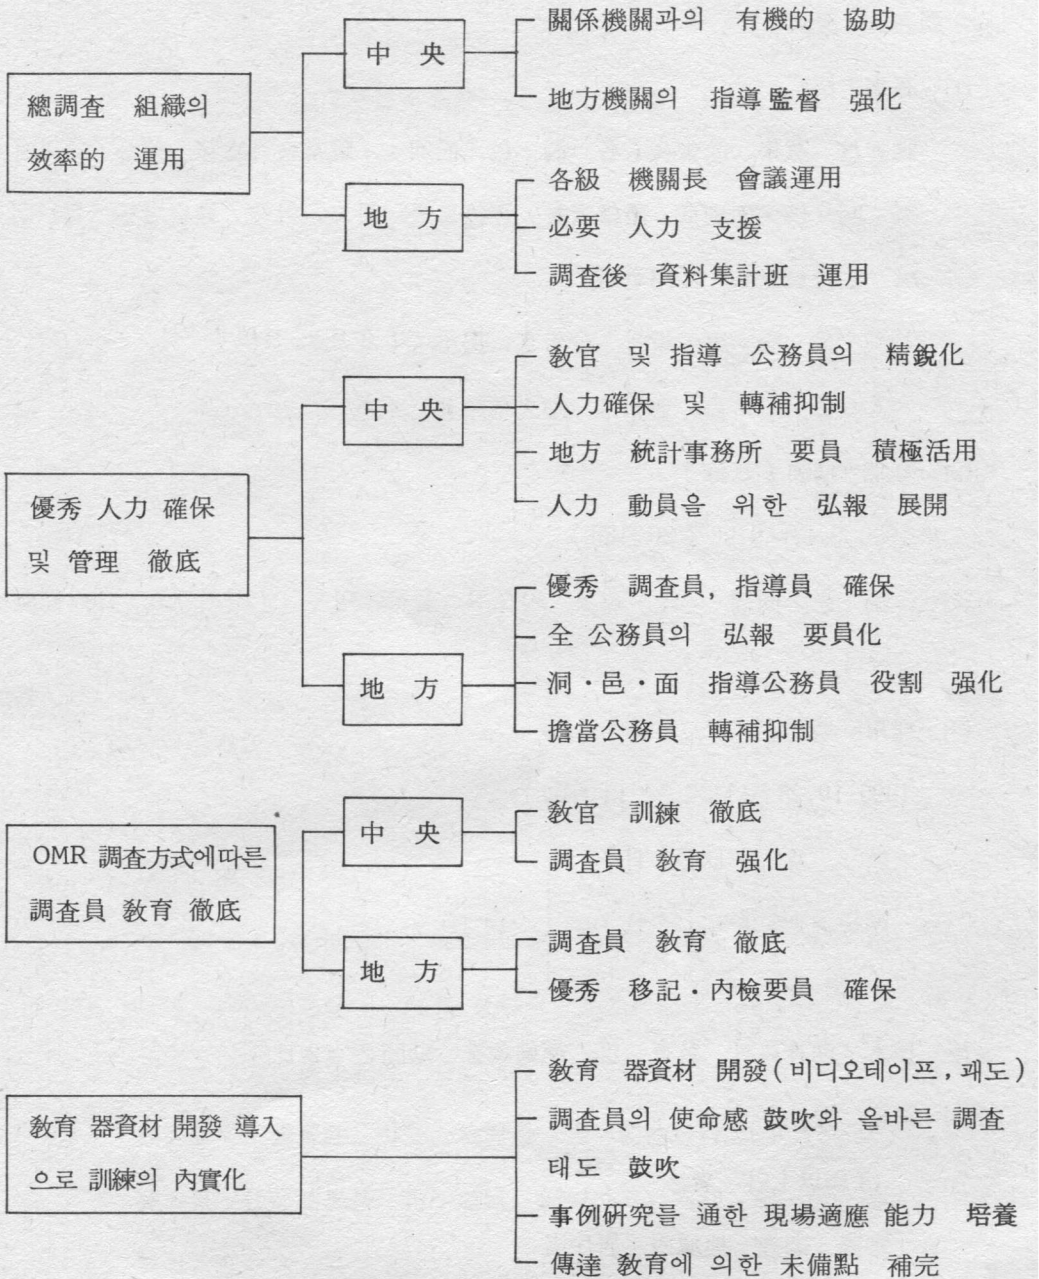 總調査 組織의
效率的 運用
中 央
關係機關과의 有機的 協助
地方機關의 指導監督 强化
地 方
各級 機關長 會議運用
必要 人力 支援
調査後 資料集計班 運用
優秀 人力 確保
및 管理 徹底
中 央
敎官 및 指導 公務員의 精銳化
人力確保 및 轉補抑制
地方 統計事務所 要員 積極活用
人力 動員을 위한 弘報 展開
地 方
優秀 調査員, 指導員 確保
全 公務員의 弘報 要員化
洞·邑·面 指導公務員 役割 强化
擔當公務員 轉補抑制
OMR 調査方式에따른
調査員 敎育 徹底
中 央
敎官 訓練 徹底
調査員 敎育 强化
地 方
調査員 敎育 徹底
優秀 移記·內檢要員 確保
敎育 器資材 開發 導入
으로 訓練의 內實化
敎育 器資材 開發(비디오테이프, 괘도)
調査員의 使命感 鼓吹와 올바른 調査
태도 鼓吹
事例硏究를 通한 現場適應 能力 培養
傳達 敎育에 의한 未備點 補完